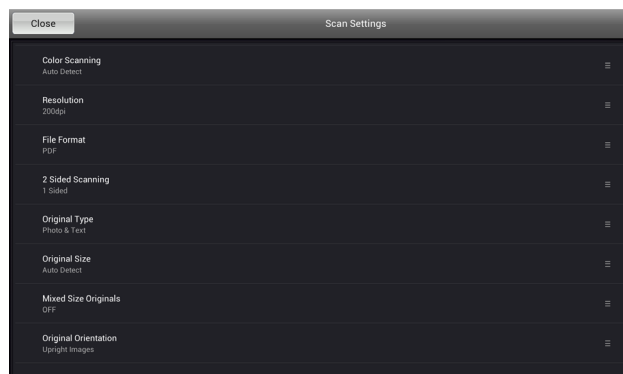 Close
Scan Settings
Color Scanning
Auto Detect
Resolution
200dpi
File Format
PDF
2 Sided Scanning
1 Sided
Original Type
Photo & Text
Original Size
Auto Detect
Mixed Size Originals
OFF
Original Orientation
Upright Images